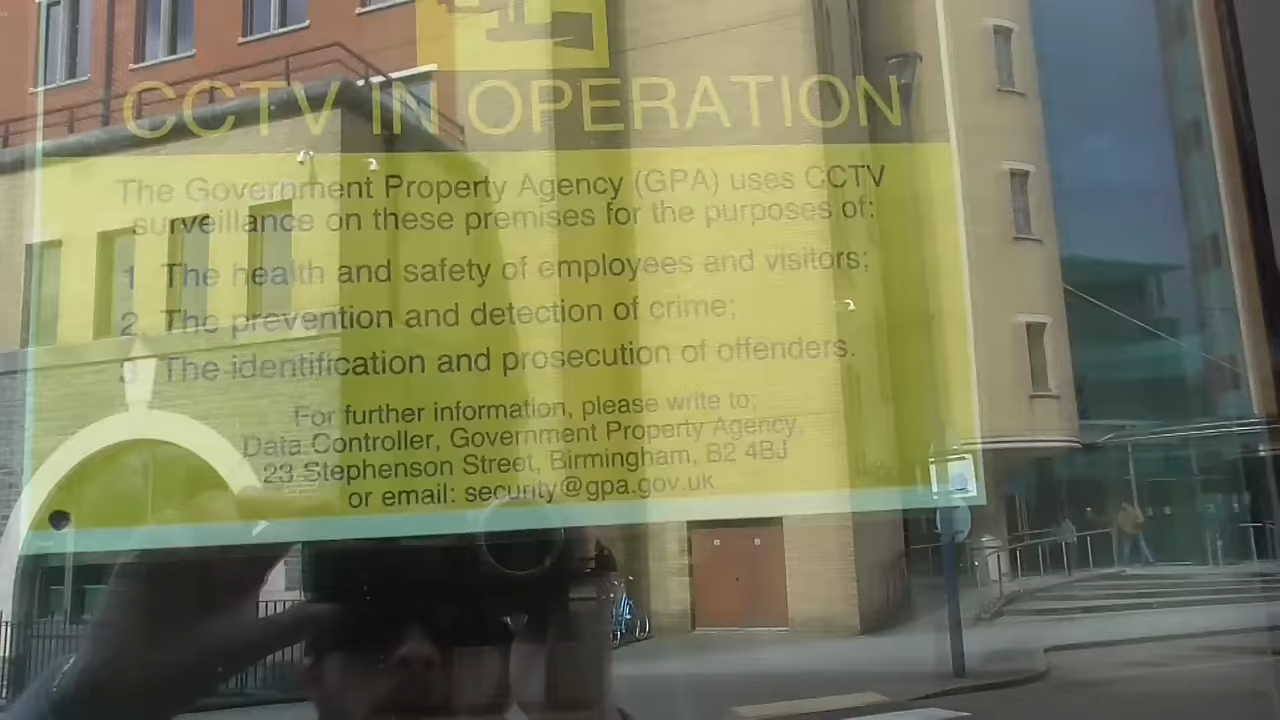 CCTV IN OPERATION
The Government Property Agency (GPA) uses CCTV
surveillance on these premises for the purposes of:
1. The health and safety of employees and visitors;
2. The prevention and detection of crime;
3. The identification and prosecution of offenders.
For further information, please write to;
Data Controller, Government Property Agency,
23 Stephenson Street, Birmingham, B2 4BJ
or email: security@gpa.gov.uk